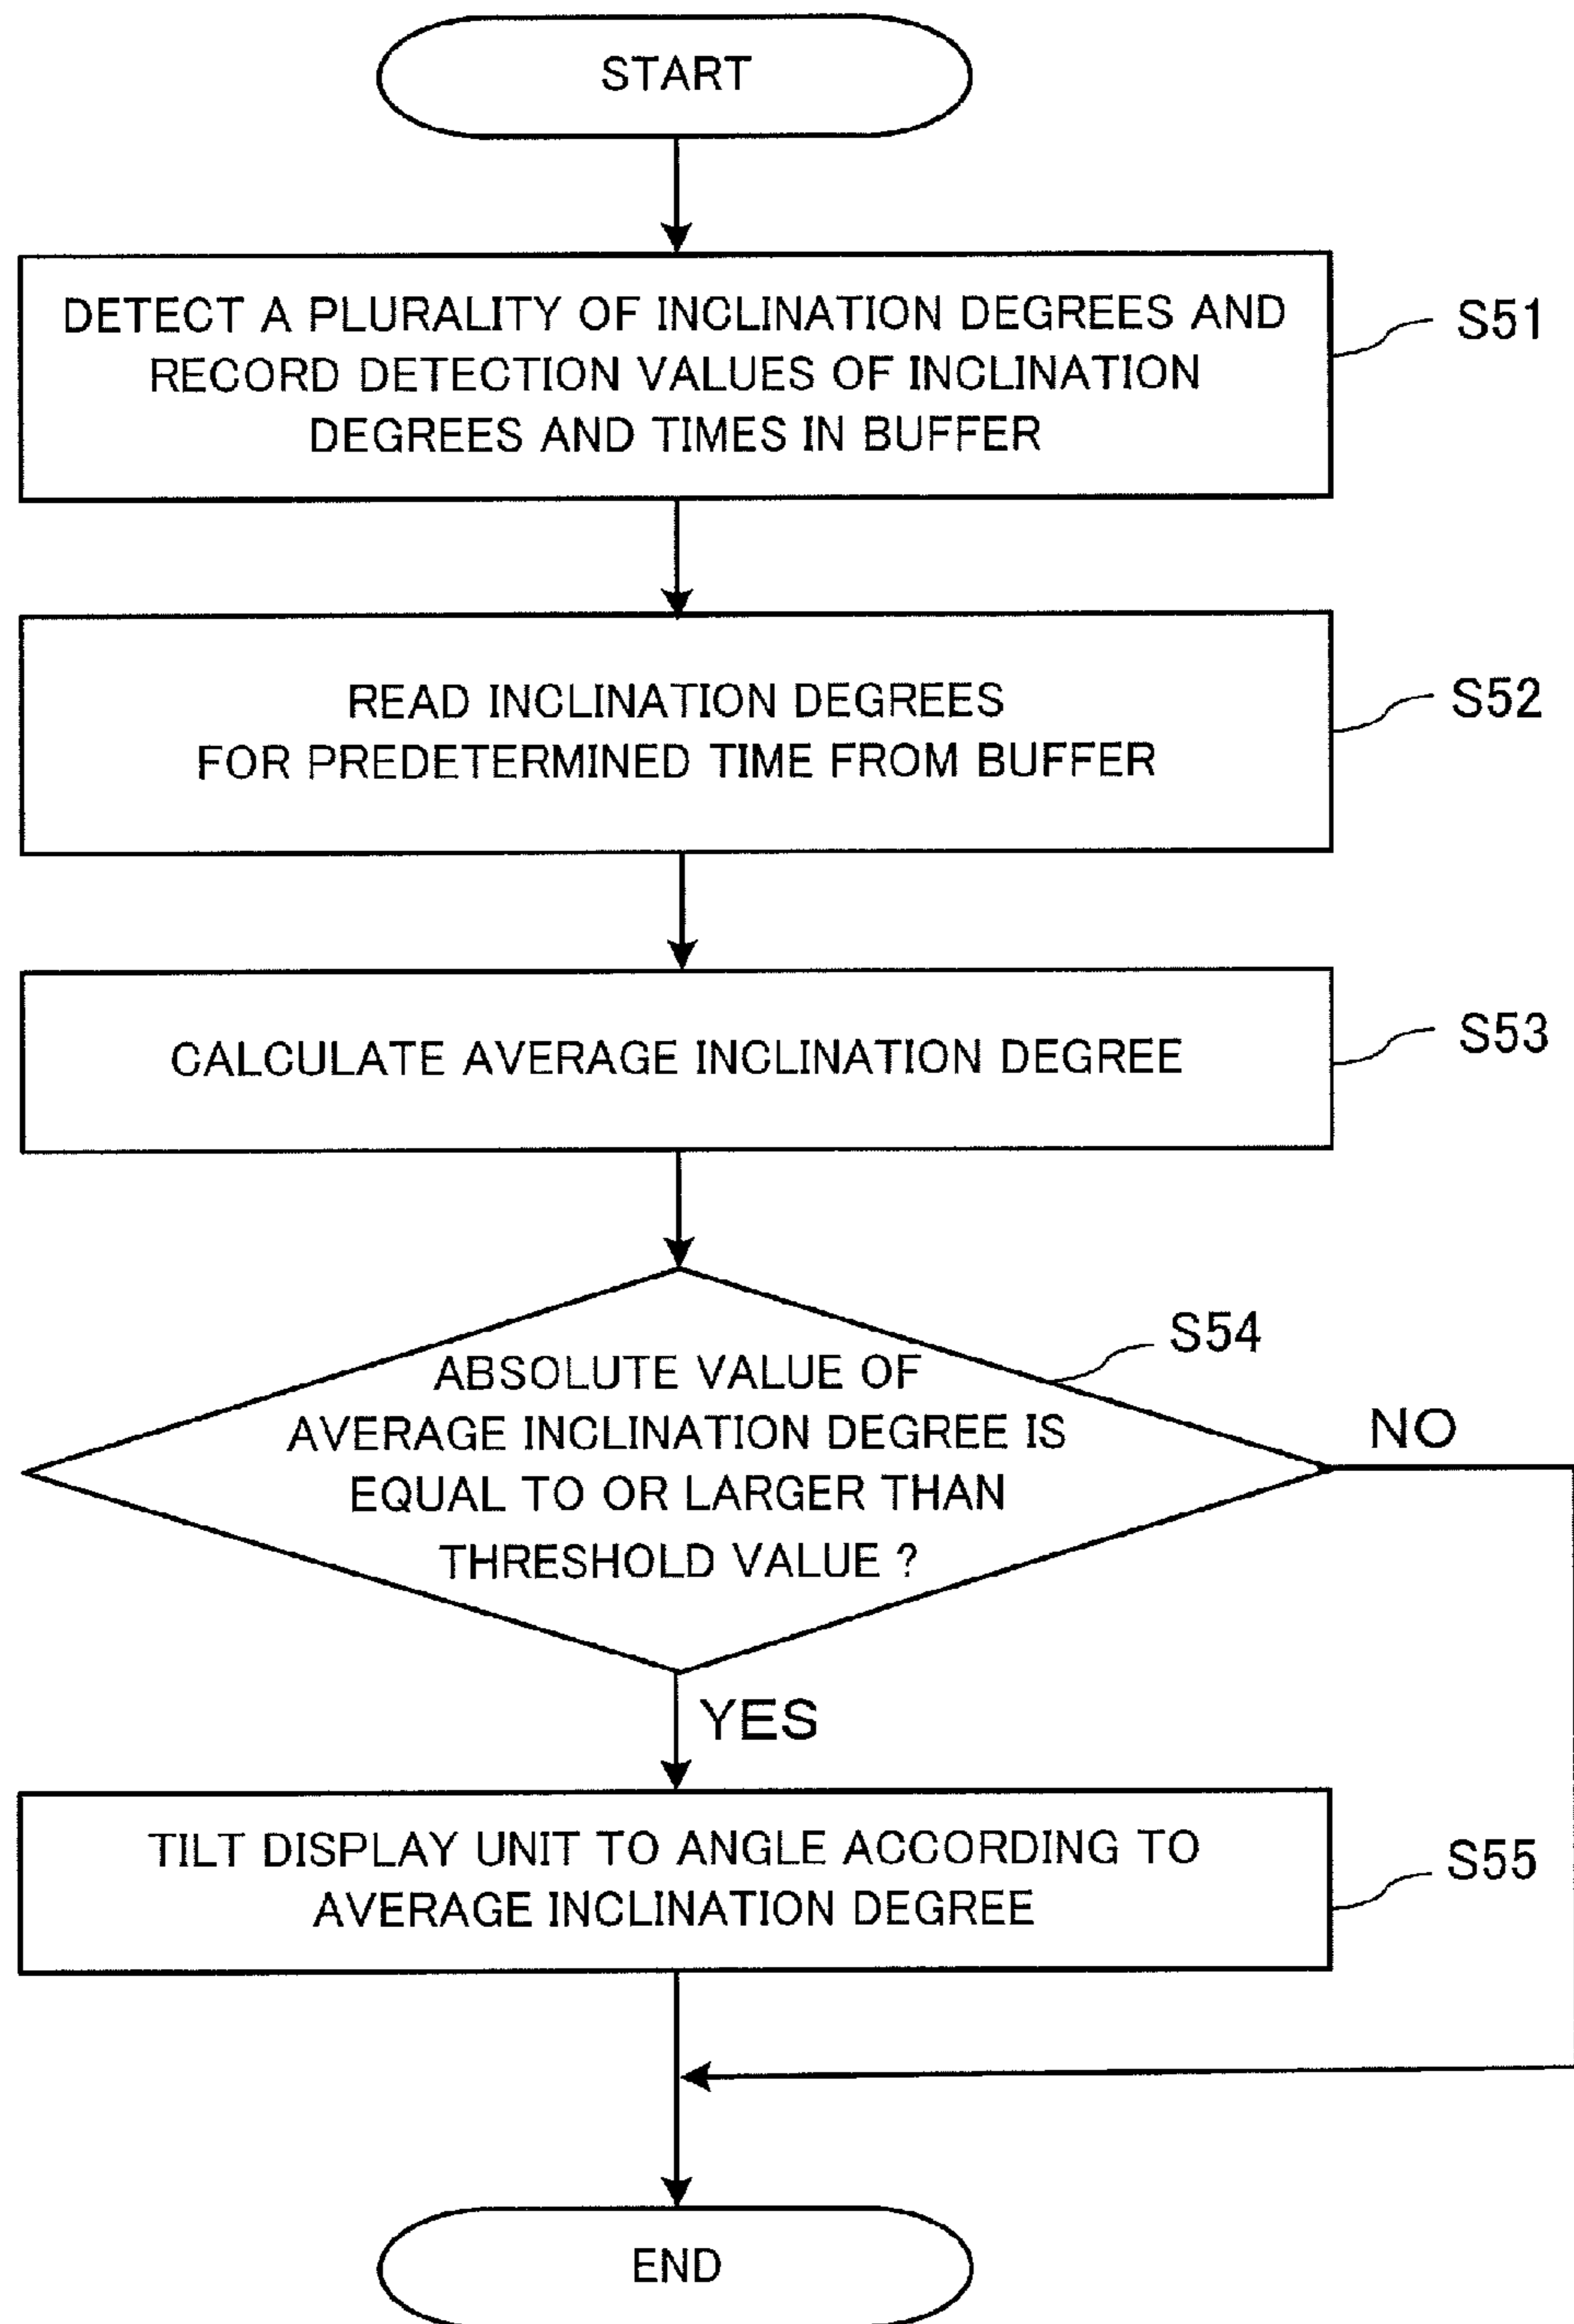 START
DETECT A PLURALITY OF INCLINATION DEGREES AND
RECORD DETECTION VALUES OF INCLINATION
DEGREES AND TIMES IN BUFFER
S51
READ INCLINATION DEGREES
FOR PREDETERMINED TIME FROM BUFFER
S52
CALCULATE AVERAGE INCLINATION DEGREE
S53
ABSOLUTE VALUE OF
AVERAGE INCLINATION DEGREE IS
EQUAL TO OR LARGER THAN
THRESHOLD VALUE ?
S54
NO
YES
TILT DISPLAY UNIT TO ANGLE ACCORDING TO
AVERAGE INCLINATION DEGREE
S55
END